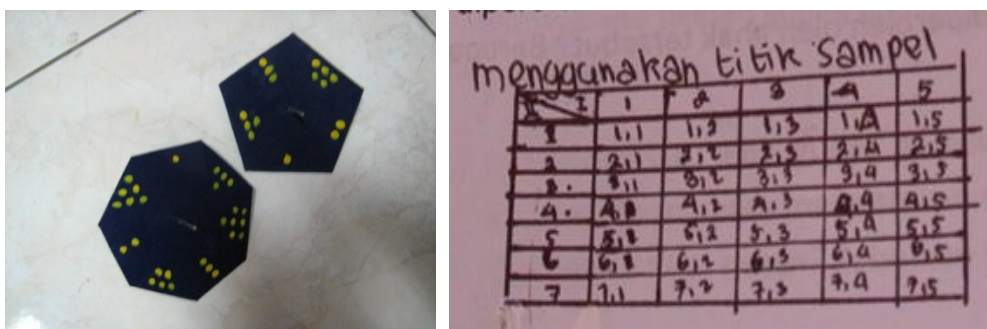 menggunakan titik sampel
I 1 2 3 4 5
1 1,1 1,2 1,3 1,4 1,5
2 2,1 2,2 2,3 2,4 2,5
3. 3,1 3,2 3,3 3,4 3,5
4. 4,1 4,2 4,3 4,4 4,5
5 5,1 5,2 5,3 5,4 5,5
6 6,1 6,2 6,3 6,4 6,5
7 7,1 7,2 7,3 7,4 7,5